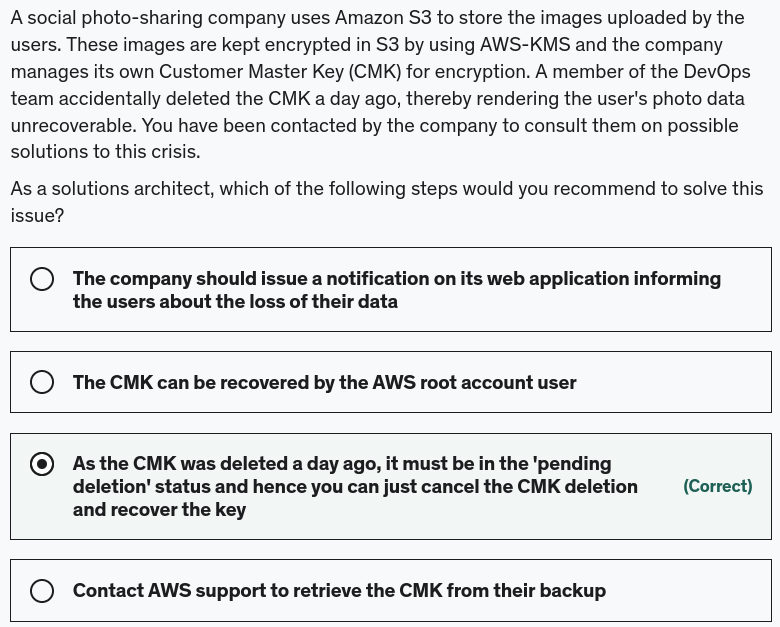 A social photo-sharing company uses Amazon S3 to store the images uploaded by the
users. These images are kept encrypted in S3 by using AWS-KMS and the company
manages its own Customer Master Key (CMK) for encryption. A member of the DevOps
team accidentally deleted the CMK a day ago, thereby rendering the user's photo data
unrecoverable. You have been contacted by the company to consult them on possible
solutions to this crisis.
As a solutions architect, which of the following steps would you recommend to solve this
issue?
The company should issue a notification on its web application informing
the users about the loss of their data
The CMK can be recovered by the AWS root account user
As the CMK was deleted a day ago, it must be in the 'pending
deletion' status and hence you can just cancel the CMK deletion
and recover the key
(Correct)
Contact AWS support to retrieve the CMK from their backup